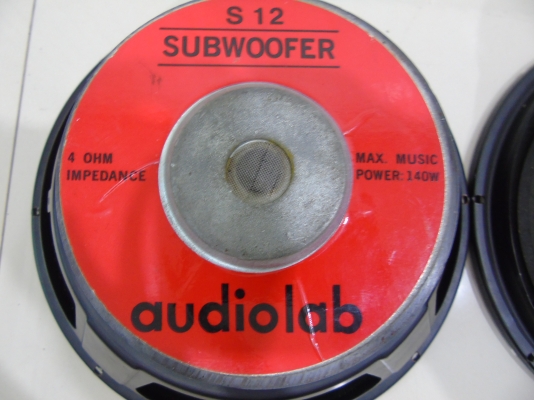 S 12
SUBWOOFER
4 OHM
IMPEDANCE
MAX. MUSIC
POWER: 140W
audiolab